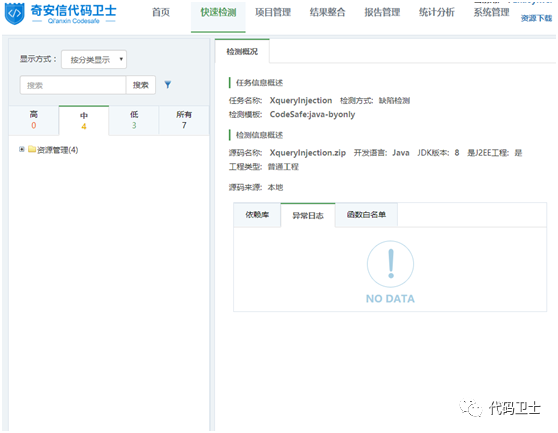 奇安信代码卫士
Qi'anxin Codesafe
首页 快速检测 项目管理 结果整合 报告管理 统计分析 系统管理
资源下载
显示方式： 按分类显示
搜索 搜索
高 中 低 所有
0 4 3 7
资源管理(4)
检测概况
任务信息概述
任务名称: XqueryInjection 检测方式: 缺陷检测
检测模板: CodeSafe:java-byonly
检测信息概述
源码名称: XqueryInjection.zip 开发语言: Java JDK版本: 8 是J2EE工程: 是
工程类型: 普通工程
源码来源: 本地
依赖库 异常日志 函数白名单
NO DATA
代码卫士